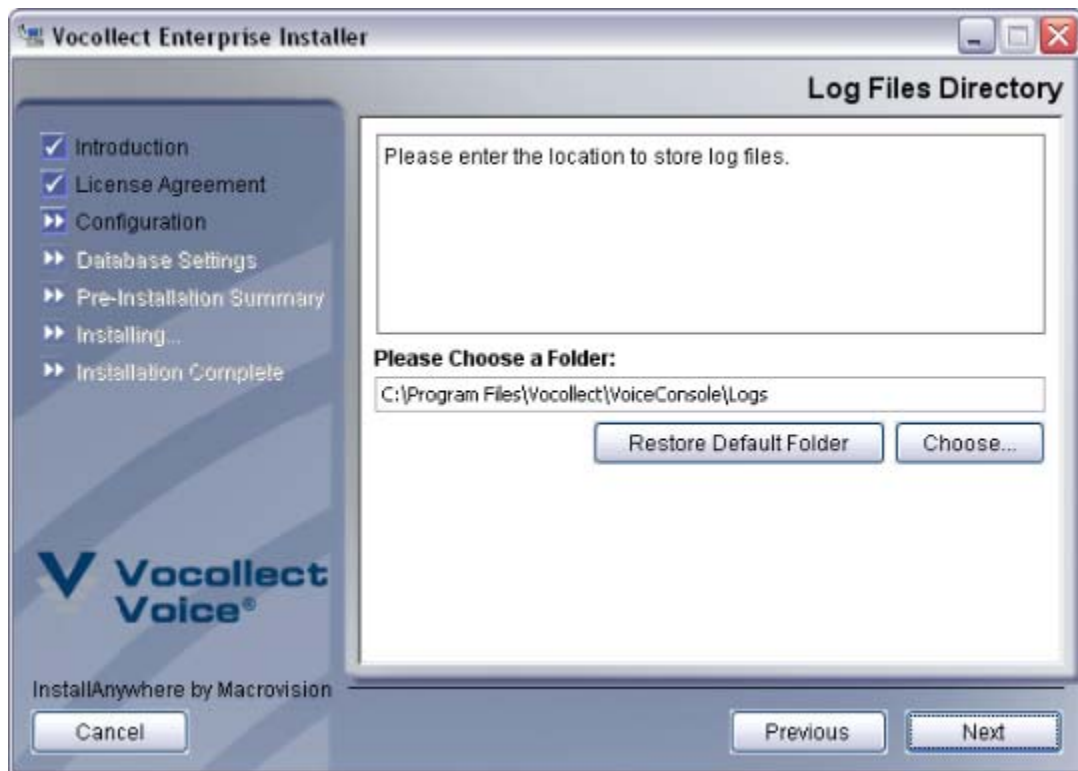 Vocollect Enterprise Installer
Log Files Directory
Introduction
License Agreement
Configuration
Database Settings
Pre-Installation Summary
Installing...
Installation Complete
Please enter the location to store log files.
Please Choose a Folder:
C:\Program Files\Vocollect\VoiceConsole\Logs
Restore Default Folder
Choose...
Vocollect
Voice®
InstallAnywhere by Macrovision
Cancel
Previous
Next